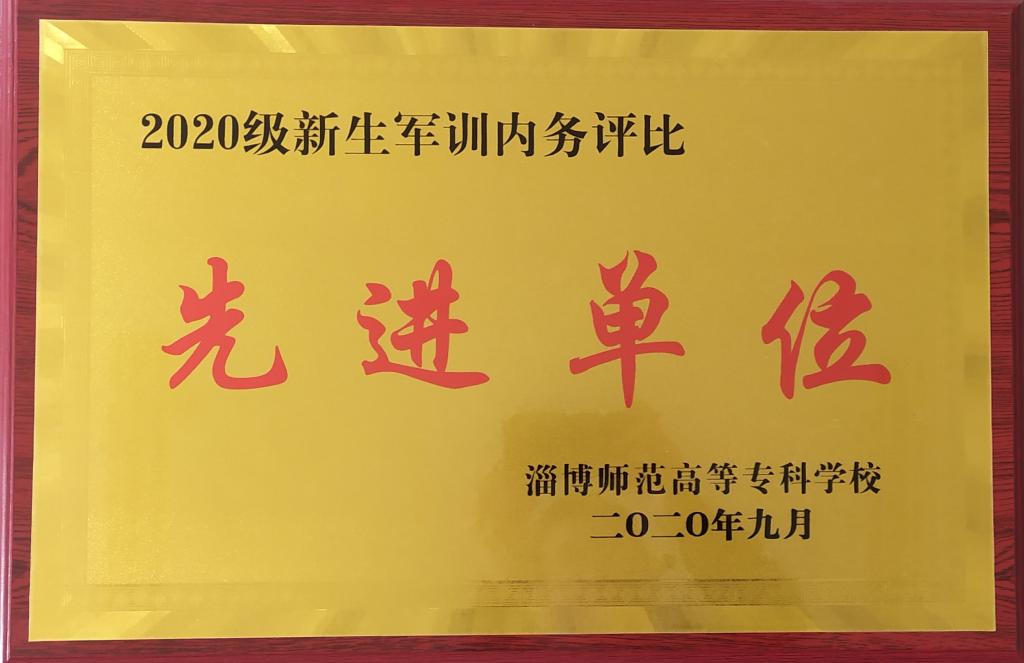 2020级新生军训内务评比
先进单位
淄博师范高等专科学校
二〇二〇年九月